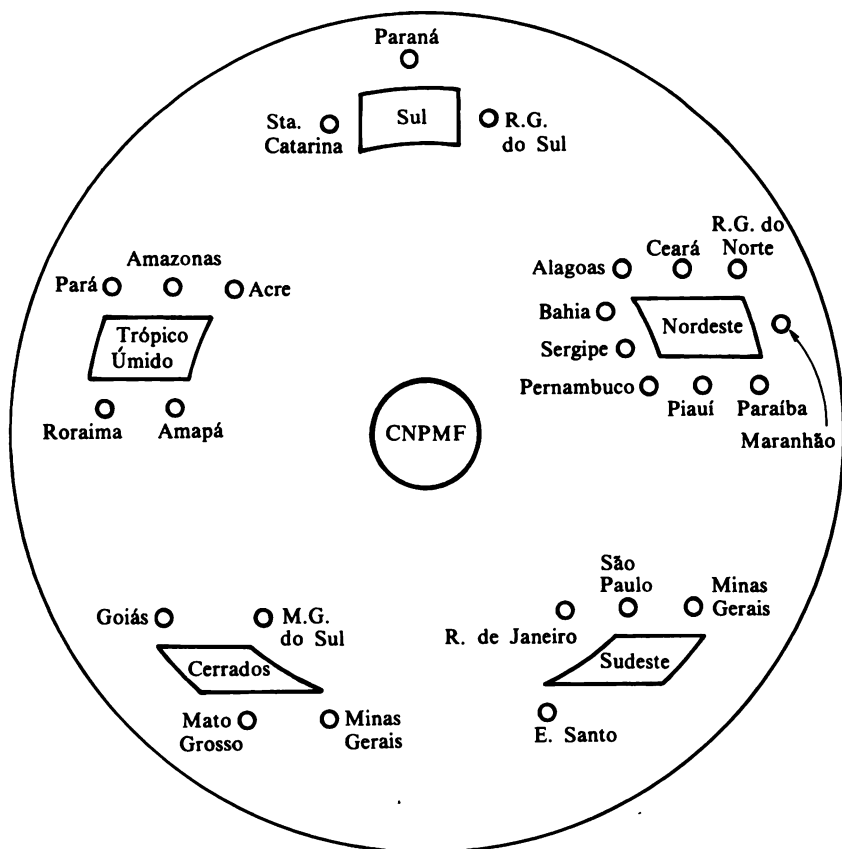 Paraná
Sta.
Catarina
Sul
R.G.
do Sul
Pará
Amazonas
Acre
Trópico
Úmido
Roraima
Amapá
R.G. do
Norte
Ceará
Alagoas
Bahia
Nordeste
Sergipe
Pernambuco
Piauí
Paraíba
Maranhão
CNPMF
Goiás
M.G.
do Sul
Cerrados
Mato
Grosso
Minas
Gerais
São
Paulo
Minas
Gerais
R. de Janeiro
Sudeste
E. Santo